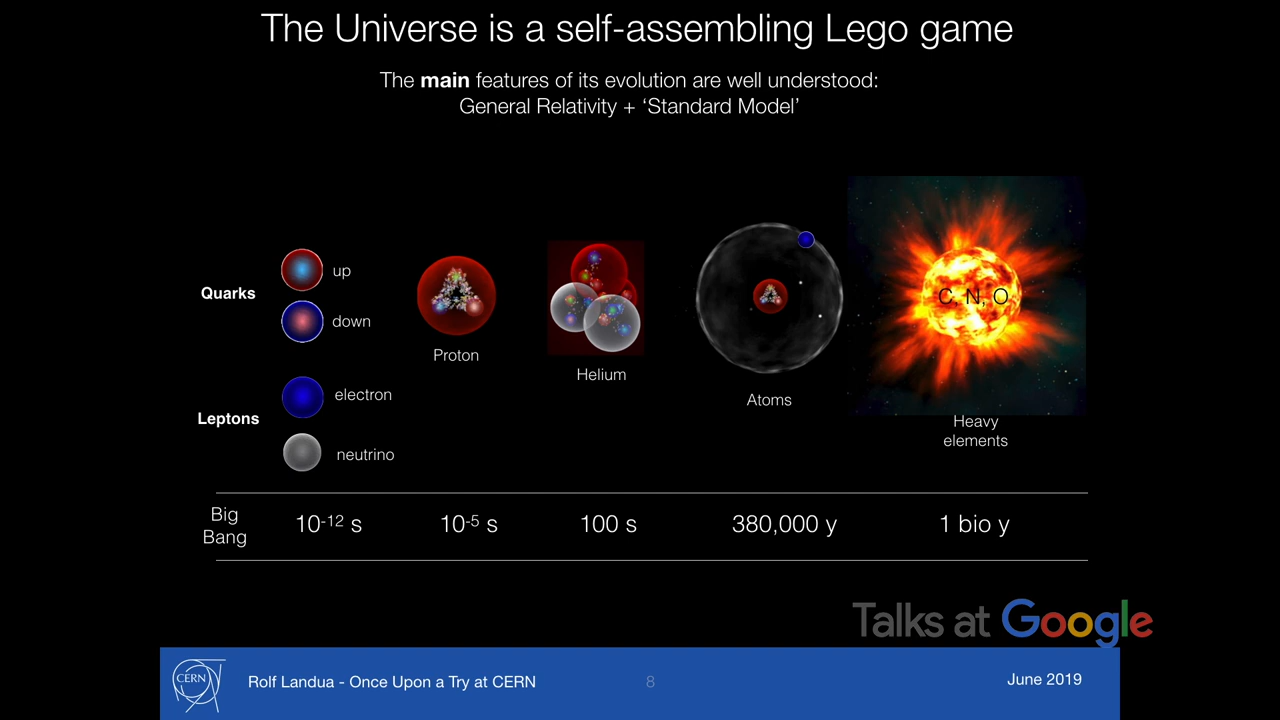 The Universe is a self-assembling Lego game
The main features of its evolution are well understood:
General Relativity + ‘Standard Model’
Quarks
up
down
Leptons
electron
neutrino
Proton
Helium
Atoms
C, N, O
Heavy
elements
Big
Bang
10-12 s
10-5 s
100 s
380,000 y
1 bio y
Talks at Google
CERN
Rolf Landua - Once Upon a Try at CERN
8
June 2019